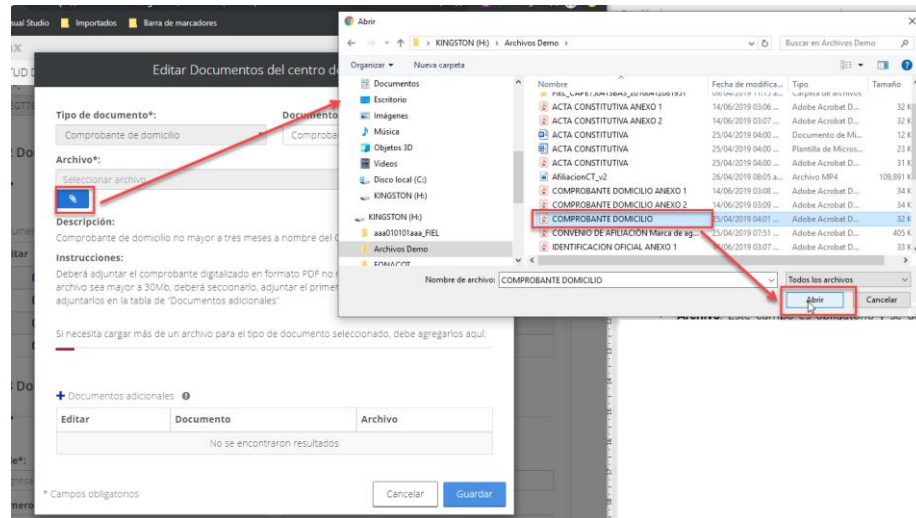 sual Studio Importados Barra de marcadores
Editar Documentos del centro de
Tipo de documento*: Documento
Comprobante de domicilio Comproba
Archivo*:
Seleccionar archivo
Descripción:
Comprobante de domicilio no mayor a tres meses a nombre del C
Instrucciones:
Deberá adjuntar el comprobante digitalizado en formato PDF no
archivo sea mayor a 30Mb, deberá seccionarlo, adjuntar el primer
adjuntarlos en la tabla de "Documentos adicionales"
Si necesita cargar más de un archivo para el tipo de documento seleccionado, debe agregarlos aquí.
Documentos adicionales
Editar Documento Archivo
No se encontraron resultados
* Campos obligatorios Cancelar Guardar
Abrir
KINGSTON (H:) Archivos Demo Buscar en Archivos Demo
Organizar Nueva carpeta
Documentos
Escritorio
Imágenes
Música
Objetos 3D
Videos
Disco local (C:)
KINGSTON (H:)
KINGSTON (H:)
aaa010101aaa_FIEL
Archivos Demo
FONACOT
Nombre Fecha de modifica... Tipo Tamaño
ACTA CONSTITUTIVA ANEXO 1 14/06/2019 03:06 ... Adobe Acrobat D... 32 K
ACTA CONSTITUTIVA ANEXO 2 14/06/2019 03:07 ... Adobe Acrobat D... 32 K
ACTA CONSTITUTIVA 25/04/2019 04:00 ... Documento de Mi... 12 K
ACTA CONSTITUTIVA 25/04/2019 04:00 ... Plantilla de Micros... 23 K
ACTA CONSTITUTIVA 25/04/2019 04:00 ... Adobe Acrobat D... 31 K
AfiliacionCT_v2 26/04/2019 08:05 a... Archivo MP4 109,891 K
COMPROBANTE DOMICILIO ANEXO 1 14/06/2019 03:08 ... Adobe Acrobat D... 34 K
COMPROBANTE DOMICILIO ANEXO 2 14/06/2019 03:09 ... Adobe Acrobat D... 34 K
COMPROBANTE DOMICILIO 25/04/2019 04:01 ... Adobe Acrobat D... 32 K
CONVENIO DE AFILIACIÓN Marca de ag... 25/04/2019 07:51 ... Adobe Acrobat D... 405 K
IDENTIFICACION OFICIAL ANEXO 1 14/06/2019 03:07 ... Adobe Acrobat D... 33 K
Nombre de archivo: COMPROBANTE DOMICILIO Todos los archivos
Abrir Cancelar